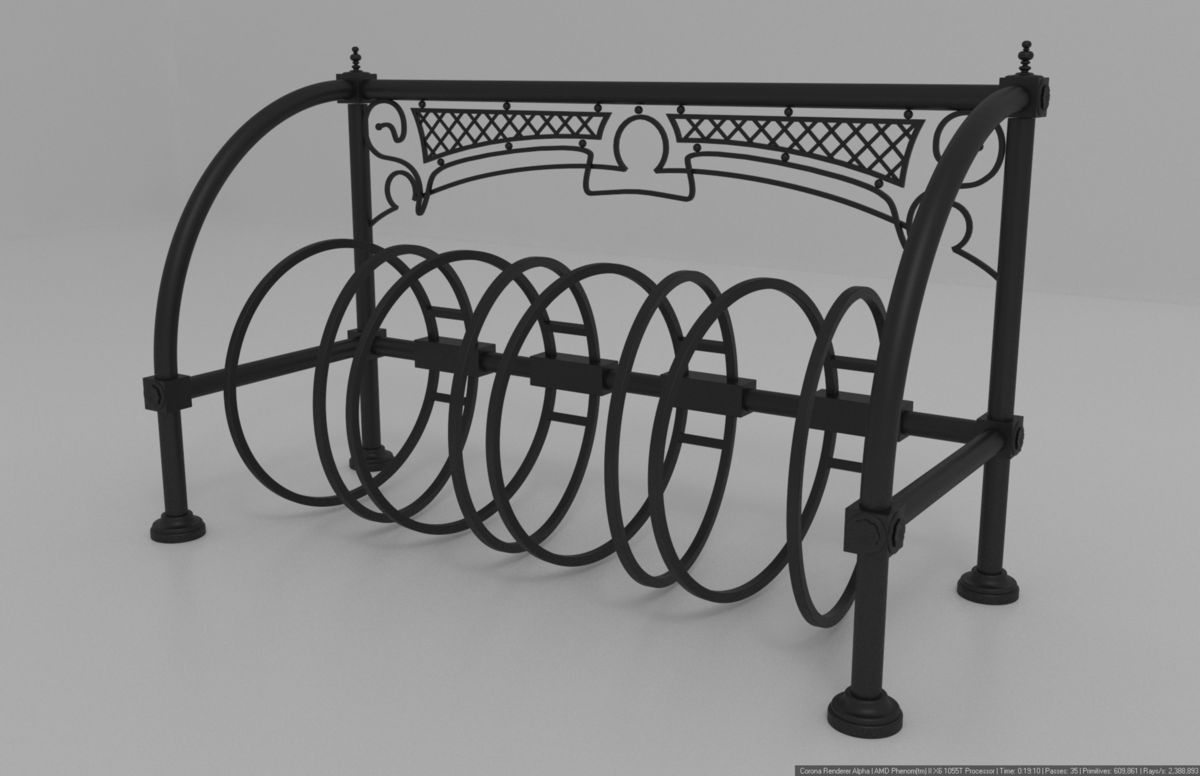 Corona Renderer Alpha | AMD Phenom(tm) II X6 1055T Processor | Time: 0:19:10 | Passes: 35 | Primitives: 609,861 | Rays/s: 2,388,893